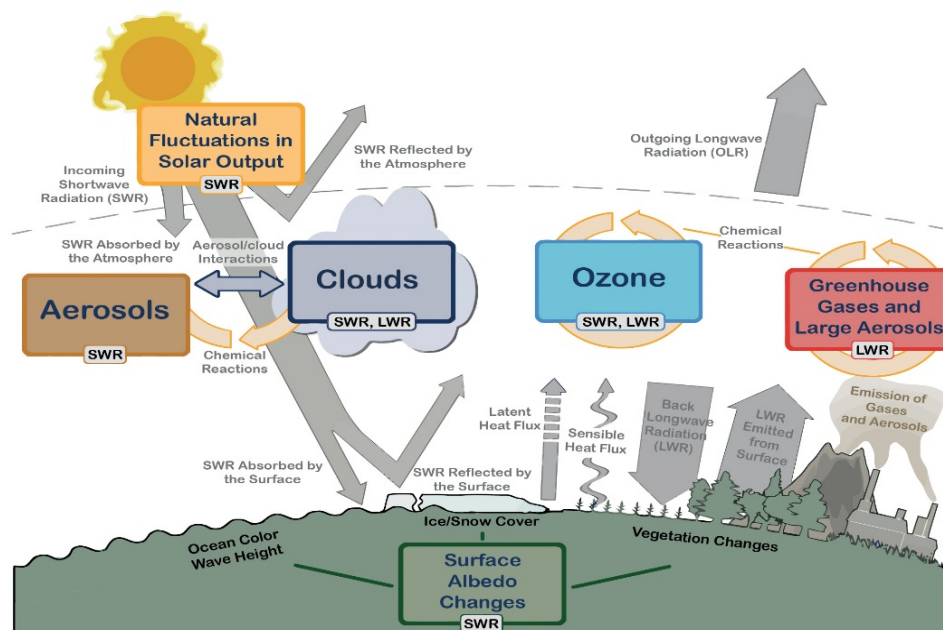 Natural
Fluctuations in
Solar Output
SWR
Incoming
Shortwave
Radiation (SWR)
SWR Reflected by
the Atmosphere
Outgoing Longwave
Radiation (OLR)
SWR Absorbed by
the Atmosphere
Aerosol/cloud
Interactions
Chemical
Reactions
Aerosols
SWR
Clouds
SWR, LWR
Ozone
SWR, LWR
Greenhouse
Gases and
Large Aerosols
LWR
Chemical
Reactions
Latent
Heat Flux
Sensible
Heat Flux
Back
Longwave
Radiation
(LWR)
LWR
Emitted
from
Surface
Emission of
Gases
and Aerosols
SWR Absorbed by
the Surface
SWR Reflected by
the Surface
Ice/Snow Cover
Ocean Color
Wave Height
Vegetation Changes
Surface
Albedo
Changes
SWR